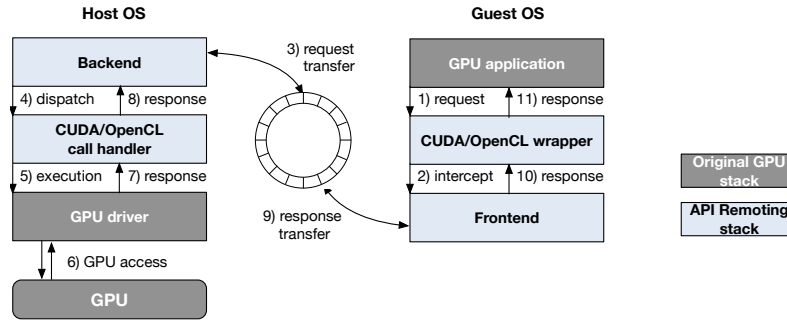 Host OS
Guest OS
Backend
3) request
transfer
GPU application
4) dispatch
8) response
1) request
11) response
CUDA/OpenCL
call handler
CUDA/OpenCL wrapper
5) execution
7) response
2) intercept
10) response
Original GPU
stack
GPU driver
9) response
transfer
Frontend
API Remoting
stack
6) GPU access
GPU